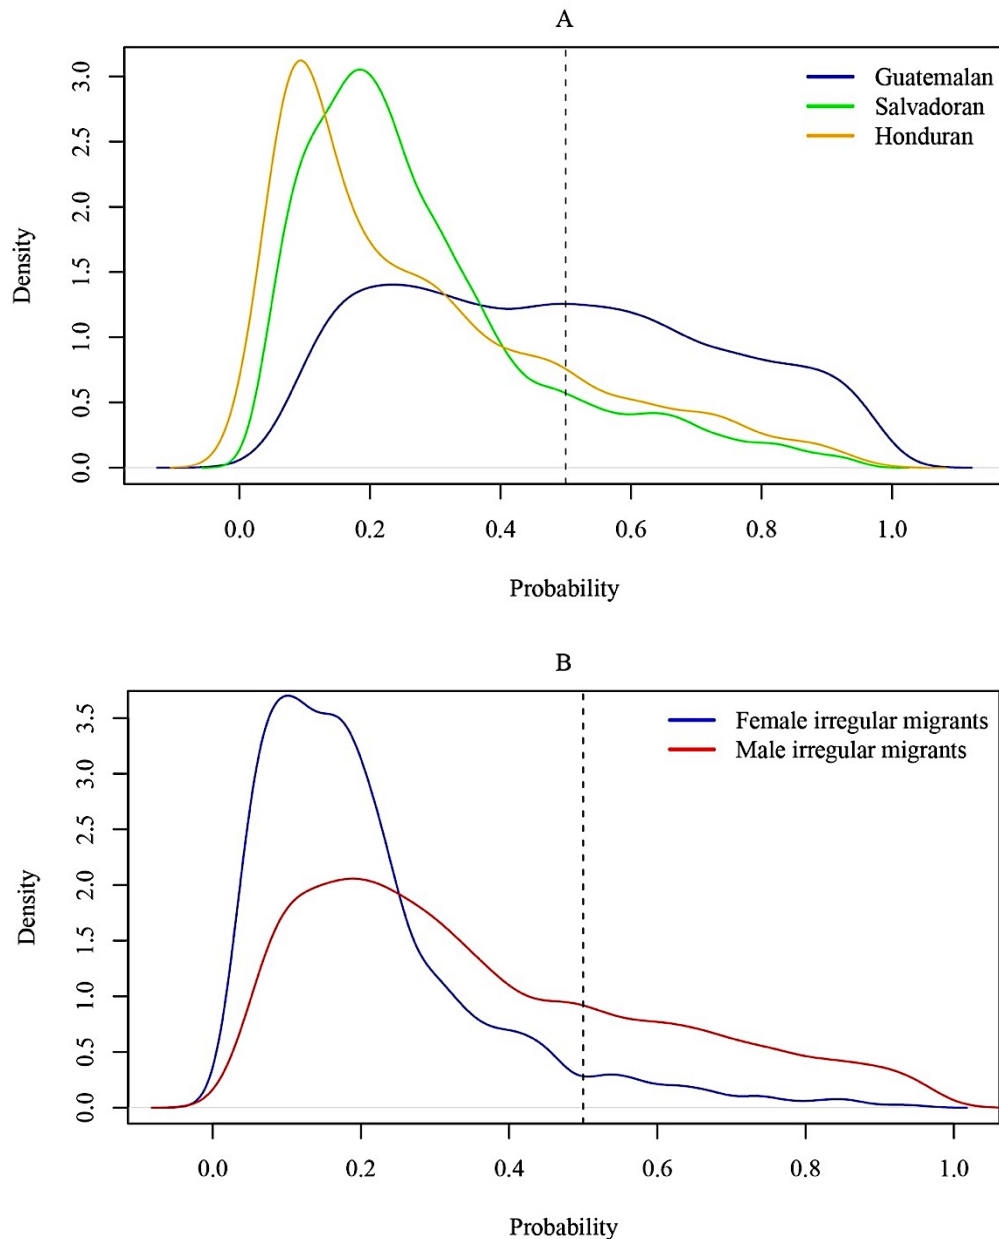 A
Guatemalan
Salvadoran
Honduran
3.0
2.5
2.0
1.5
1.0
0.5
0.0
Density
0.0 0.2 0.4 0.6 0.8 1.0
Probability
B
Female irregular migrants
Male irregular migrants
3.5
3.0
2.5
2.0
1.5
1.0
0.5
0.0
Density
0.0 0.2 0.4 0.6 0.8 1.0
Probability